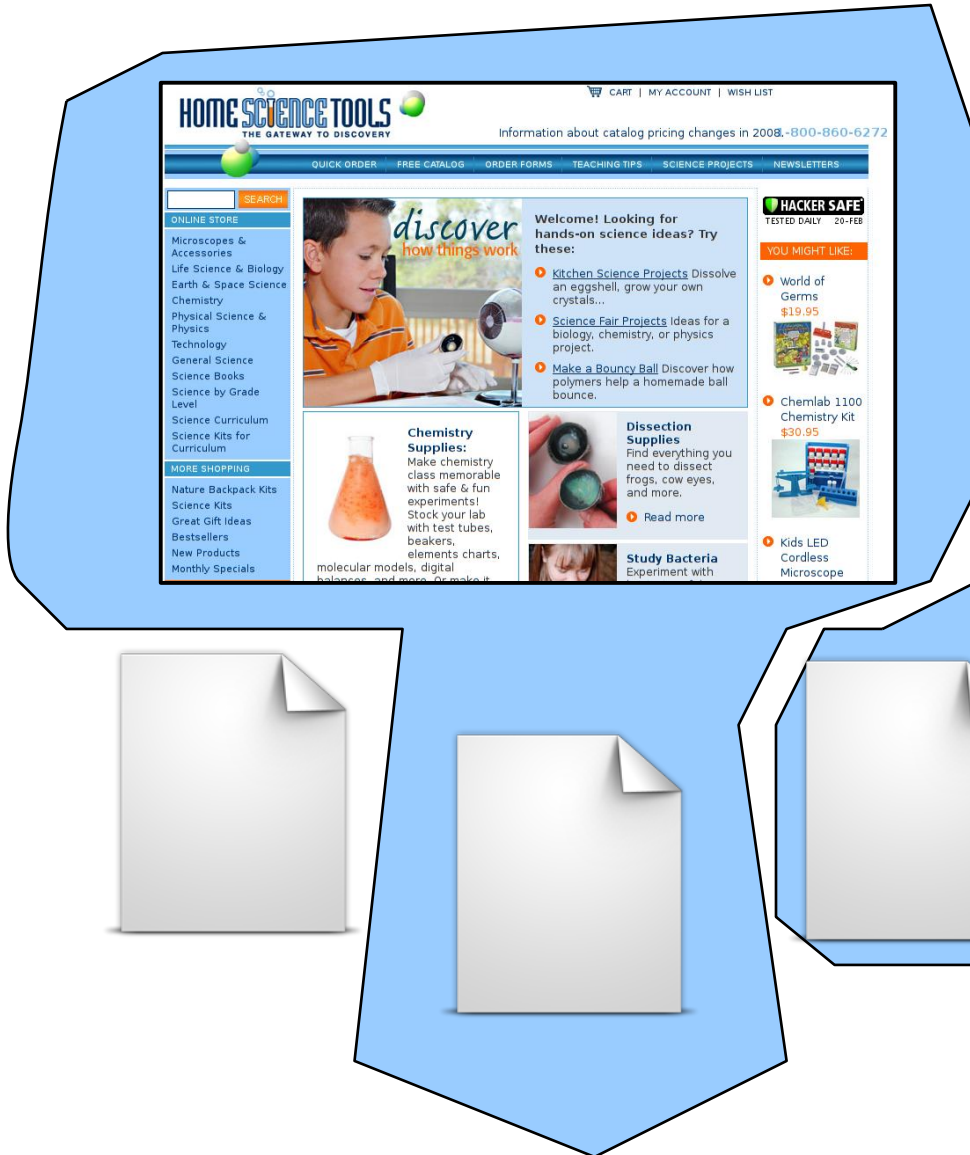 HOME SCIENCE TOOLS
THE GATEWAY TO DISCOVERY
CART | MY ACCOUNT | WISH LIST
Information about catalog pricing changes in 2008. -800-860-6272
QUICK ORDER FREE CATALOG ORDER FORMS TEACHING TIPS SCIENCE PROJECTS NEWSLETTERS
SEARCH
ONLINE STORE
Microscopes &
Accessories
Life Science & Biology
Earth & Space Science
Chemistry
Physical Science &
Physics
Technology
General Science
Science Books
Science by Grade
Level
Science Curriculum
Science Kits for
Curriculum
MORE SHOPPING
Nature Backpack Kits
Science Kits
Great Gift Ideas
Bestsellers
New Products
Monthly Specials
discover
how things work
Welcome! Looking for
hands-on science ideas? Try
these:
Kitchen Science Projects Dissolve
an eggshell, grow your own
crystals...
Science Fair Projects Ideas for a
biology, chemistry, or physics
project.
Make a Bouncy Ball Discover how
polymers help a homemade ball
bounce.
Chemistry
Supplies:
Make chemistry
class memorable
with safe & fun
experiments!
Stock your lab
with test tubes,
beakers,
elements charts,
molecular models, digital
balances, and more. Or make it
Dissection
Supplies
Find everything you
need to dissect
frogs, cow eyes,
and more.
Read more
Study Bacteria
Experiment with
HACKER SAFE
TESTED DAILY 20-FEB
YOU MIGHT LIKE:
World of
Germs
$19.95
Chemlab 1100
Chemistry Kit
$30.95
Kids LED
Cordless
Microscope